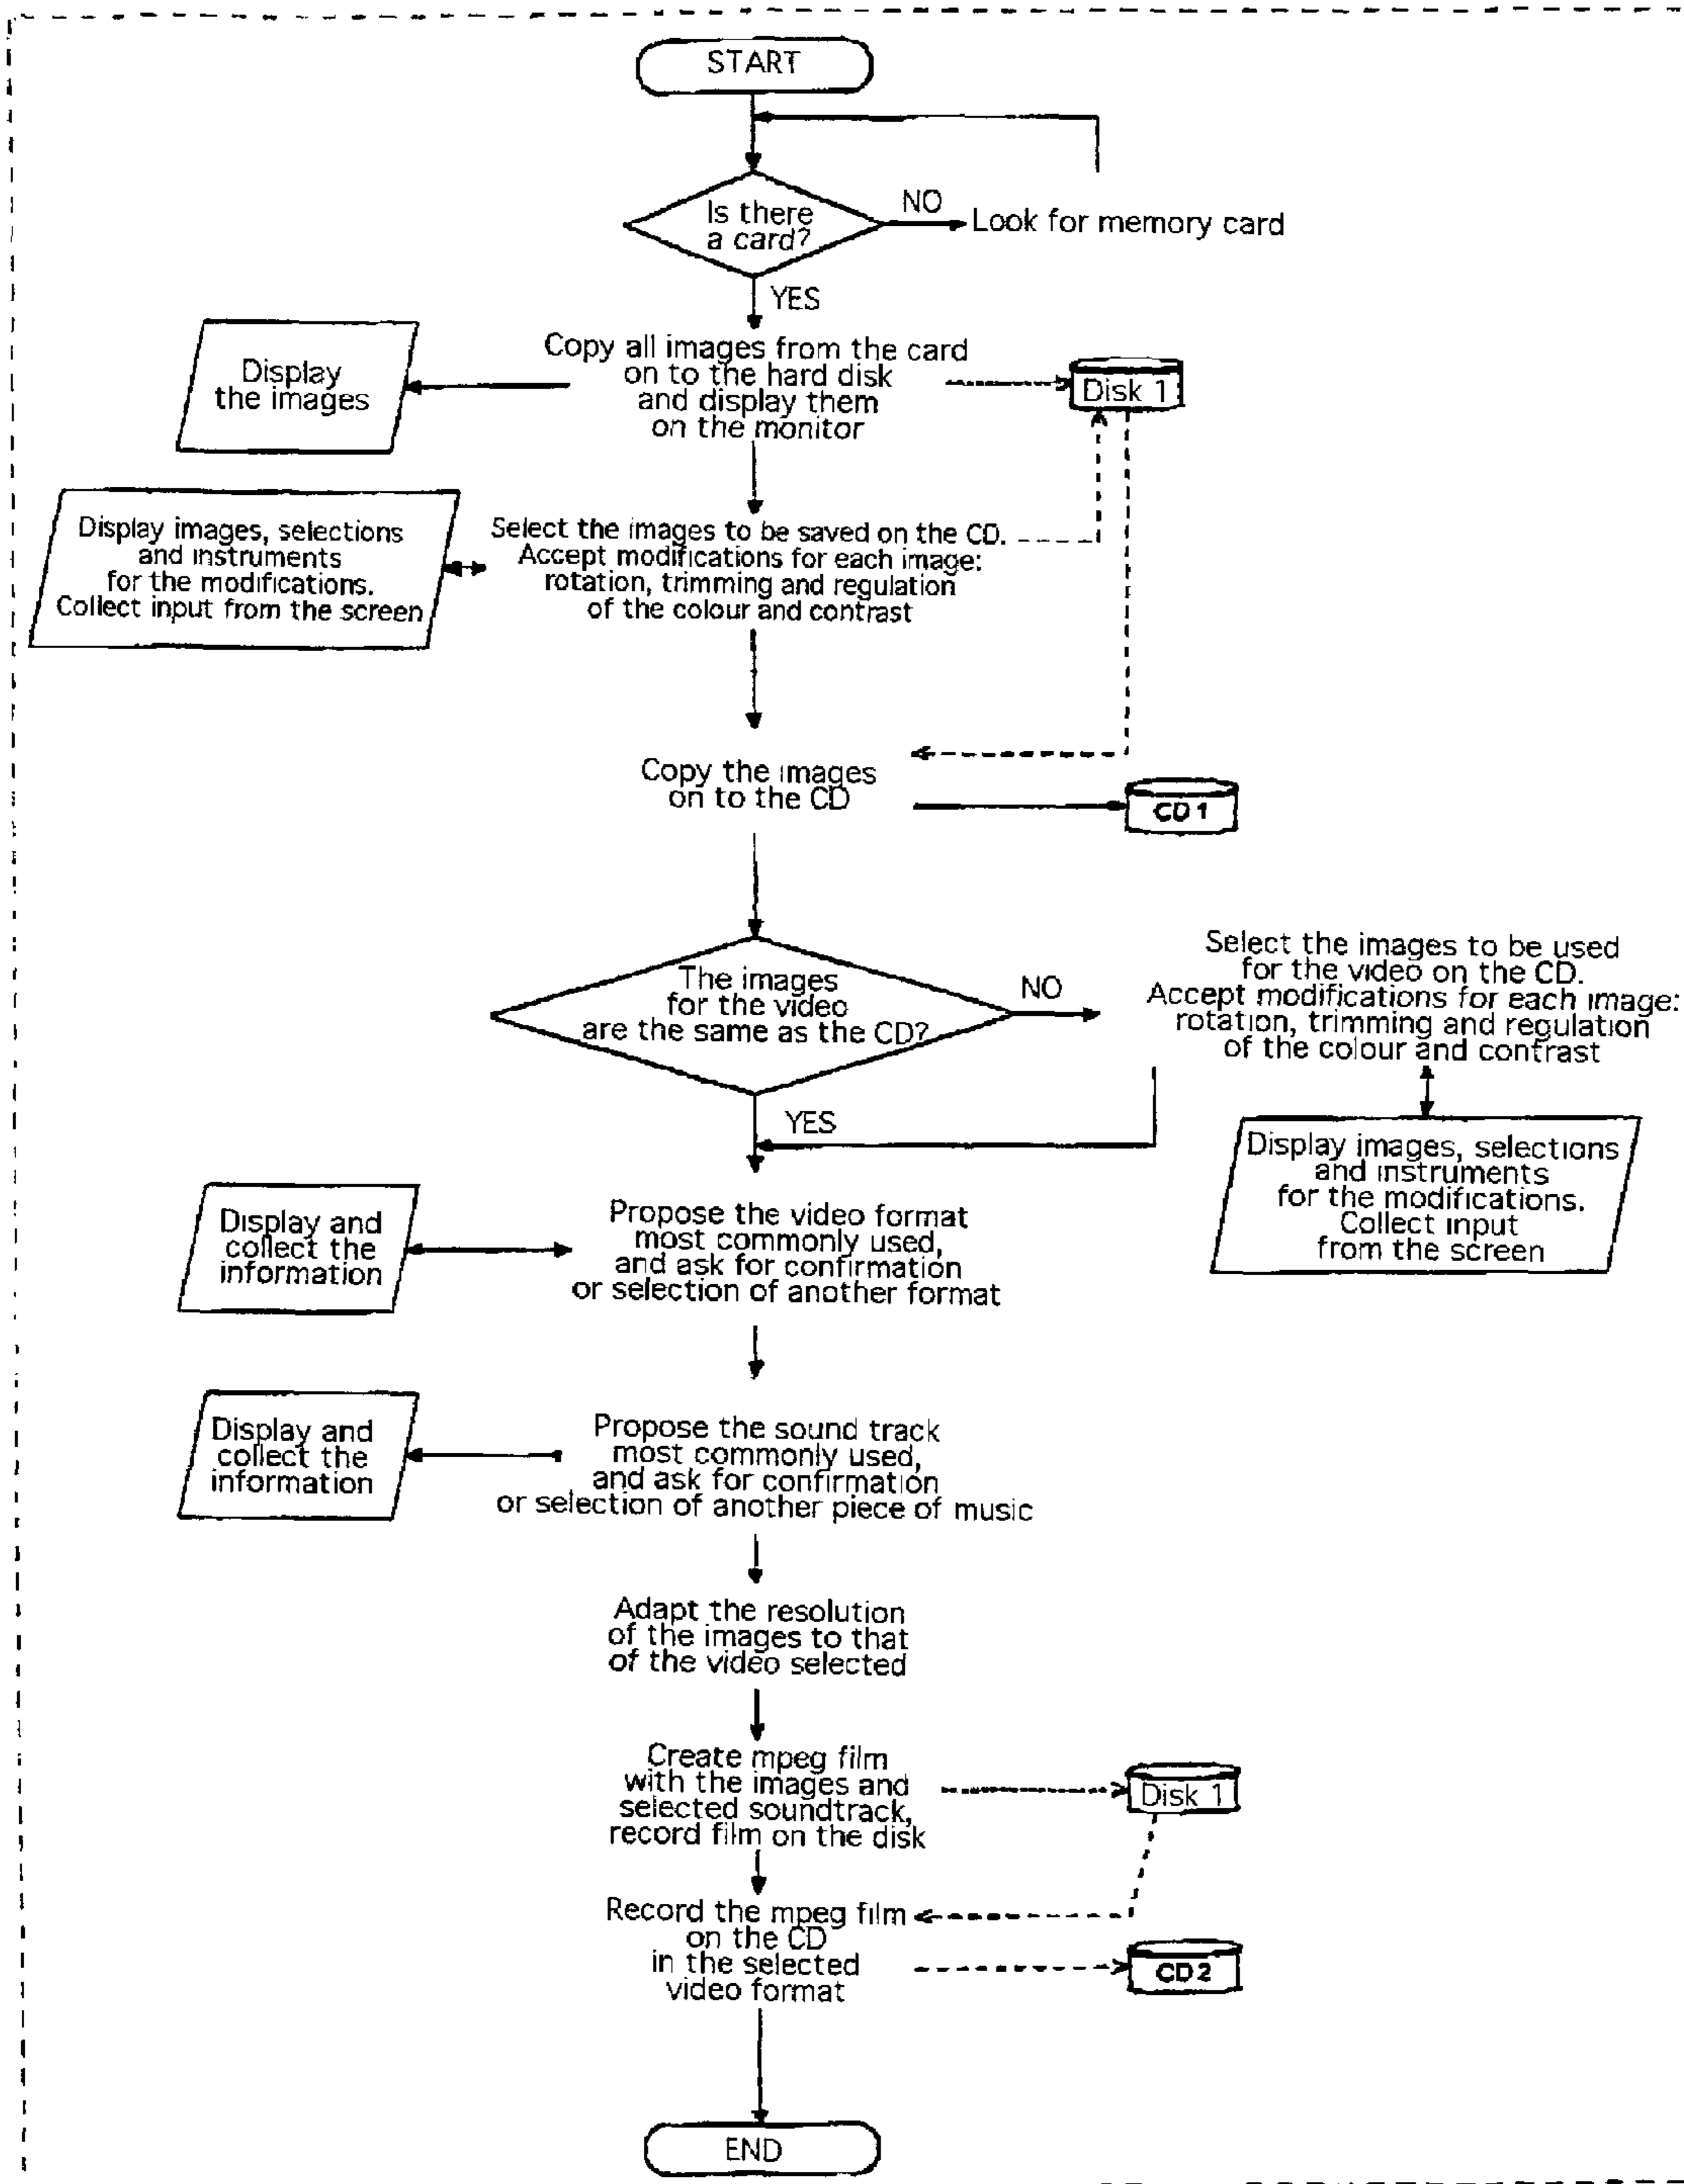 START
Is there
a card?
NO
Look for memory card
YES
Copy all images from the card
on to the hard disk
and display them
on the monitor
Display
the images
Disk 1
Display images, selections
and instruments
for the modifications.
Collect input from the screen
Select the images to be saved on the CD.
Accept modifications for each image:
rotation, trimming and regulation
of the colour and contrast
Copy the images
on to the CD
CD 1
The images
for the video
are the same as the CD?
NO
Select the images to be used
for the video on the CD.
Accept modifications for each image:
rotation, trimming and regulation
of the colour and contrast
YES
Display images, selections
and instruments
for the modifications.
Collect input
from the screen
Display and
collect the
information
Propose the video format
most commonly used,
and ask for confirmation
or selection of another format
Display and
collect the
information
Propose the sound track
most commonly used,
and ask for confirmation
or selection of another piece of music
Adapt the resolution
of the images to that
of the video selected
Create mpeg film
with the images and
selected soundtrack,
record film on the disk
Disk 1
Record the mpeg film
on the CD
in the selected
video format
CD 2
END